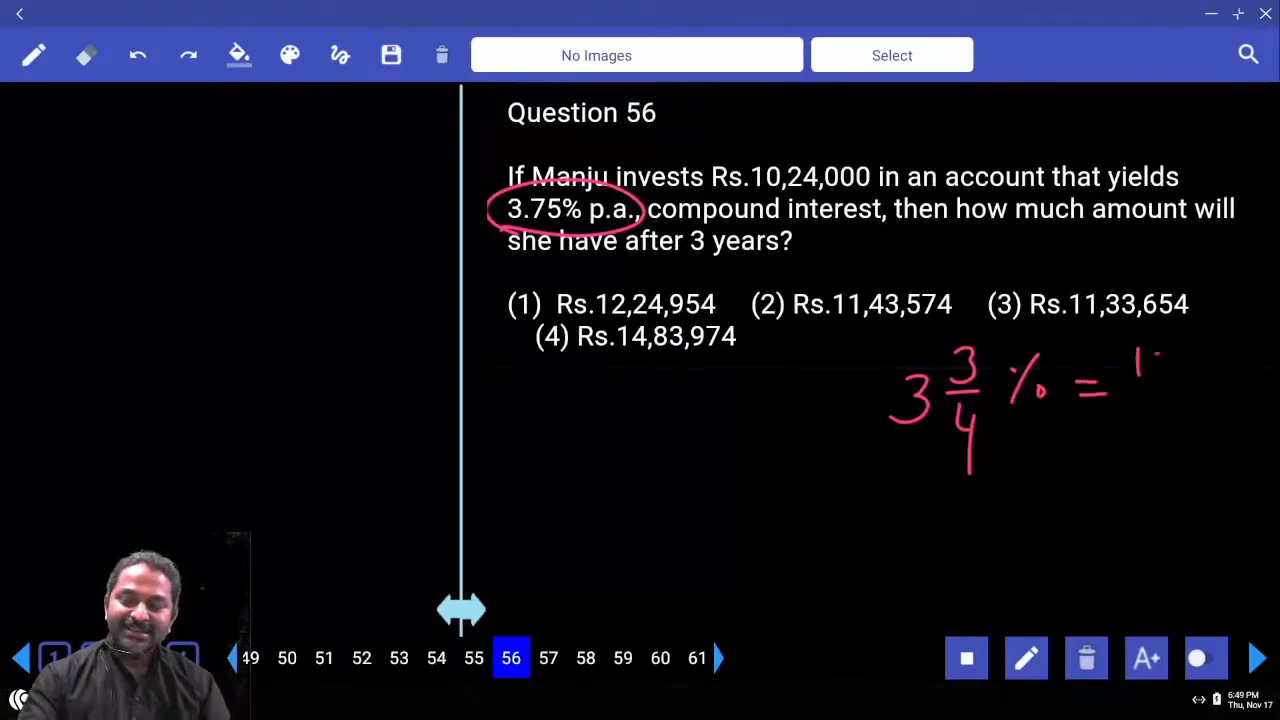 No Images
Select
Question 56
If Manju invests Rs.10,24,000 in an account that yields
3.75% p.a., compound interest, then how much amount will
she have after 3 years?
(1) Rs.12,24,954 (2) Rs.11,43,574 (3) Rs.11,33,654
(4) Rs.14,83,974
3 3/4 % = 1
49 50 51 52 53 54 55 56 57 58 59 60 61
A+
6:49 PM
Thu, Nov 17